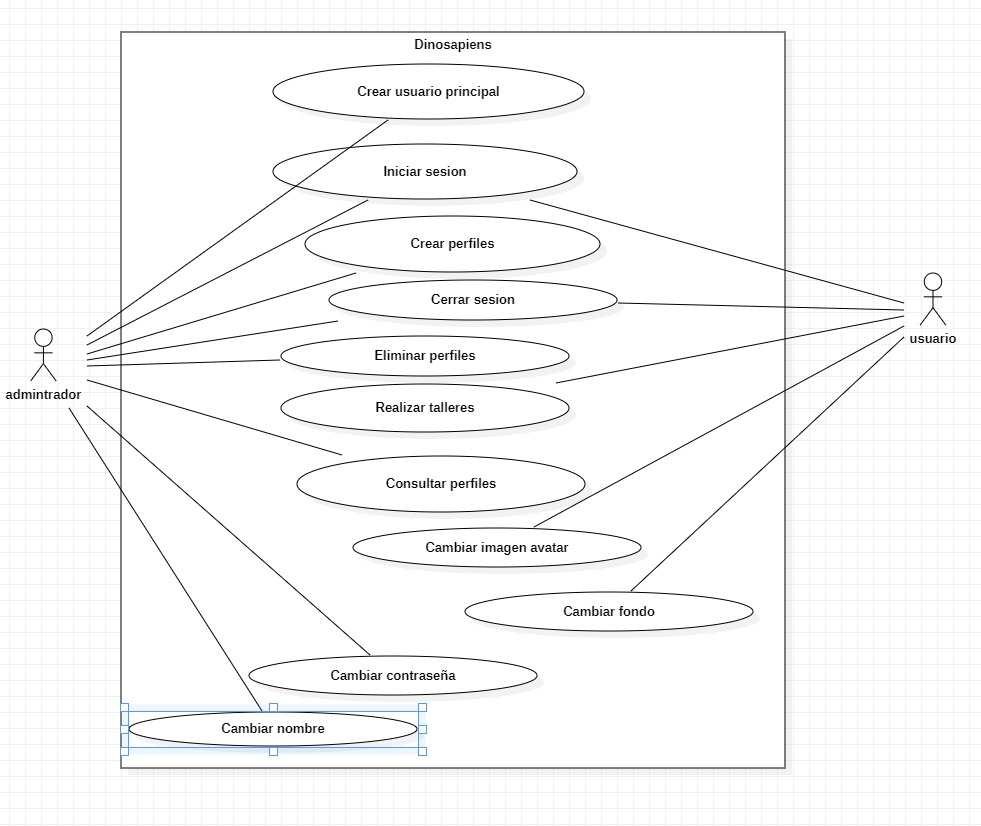 Dinosapiens
Crear usuario principal
Iniciar sesion
Crear perfiles
Cerrar sesion
usuario
Eliminar perfiles
admintrador
Realizar talleres
Consultar perfiles
Cambiar imagen avatar
Cambiar fondo
Cambiar contraseña
Cambiar nombre